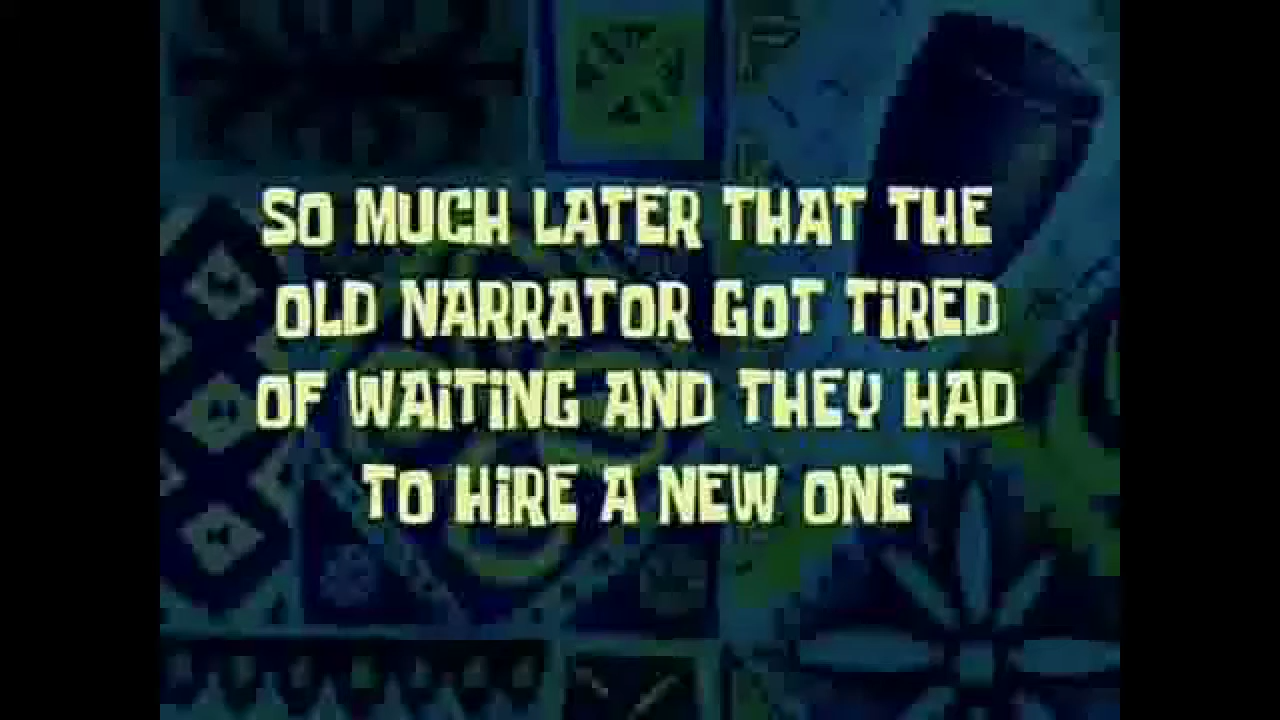 SO MUCH LATER THAT THE
OLD NARRATOR GOT TiRED
OF WAiTiNG AND THEY HAD
TO HiRE A NEW ONE